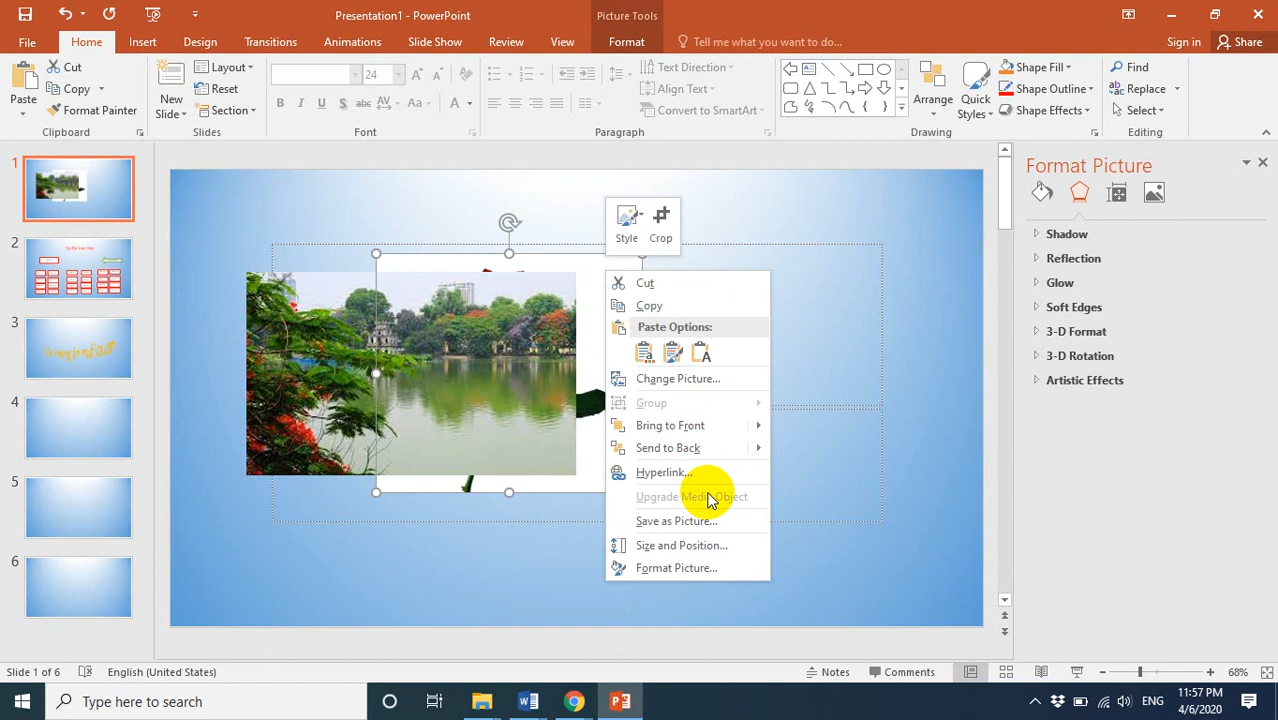 Presentation1 - PowerPoint
Picture Tools
File
Home
Insert
Design
Transitions
Animations
Slide Show
Review
View
Format
Tell me what you want to do...
Sign in
Share
Paste
Cut
Copy
Format Painter
Clipboard
New
Slide
Layout
Reset
Section
Slides
24
B I U S abc AV Aa A
Font
Text Direction
Align Text
Convert to SmartArt
Paragraph
Arrange
Quick
Styles
Shape Fill
Shape Outline
Shape Effects
Drawing
Find
Replace
Select
Editing
1
2
3
4
5
6
Style
Crop
Cut
Copy
Paste Options:
Change Picture...
Group
Bring to Front
Send to Back
Hyperlink...
Upgrade Media Object
Save as Picture...
Size and Position...
Format Picture...
Format Picture
Shadow
Reflection
Glow
Soft Edges
3-D Format
3-D Rotation
Artistic Effects
Slide 1 of 6
English (United States)
Notes
Comments
68%
Type here to search
ENG
11:57 PM
4/6/2020